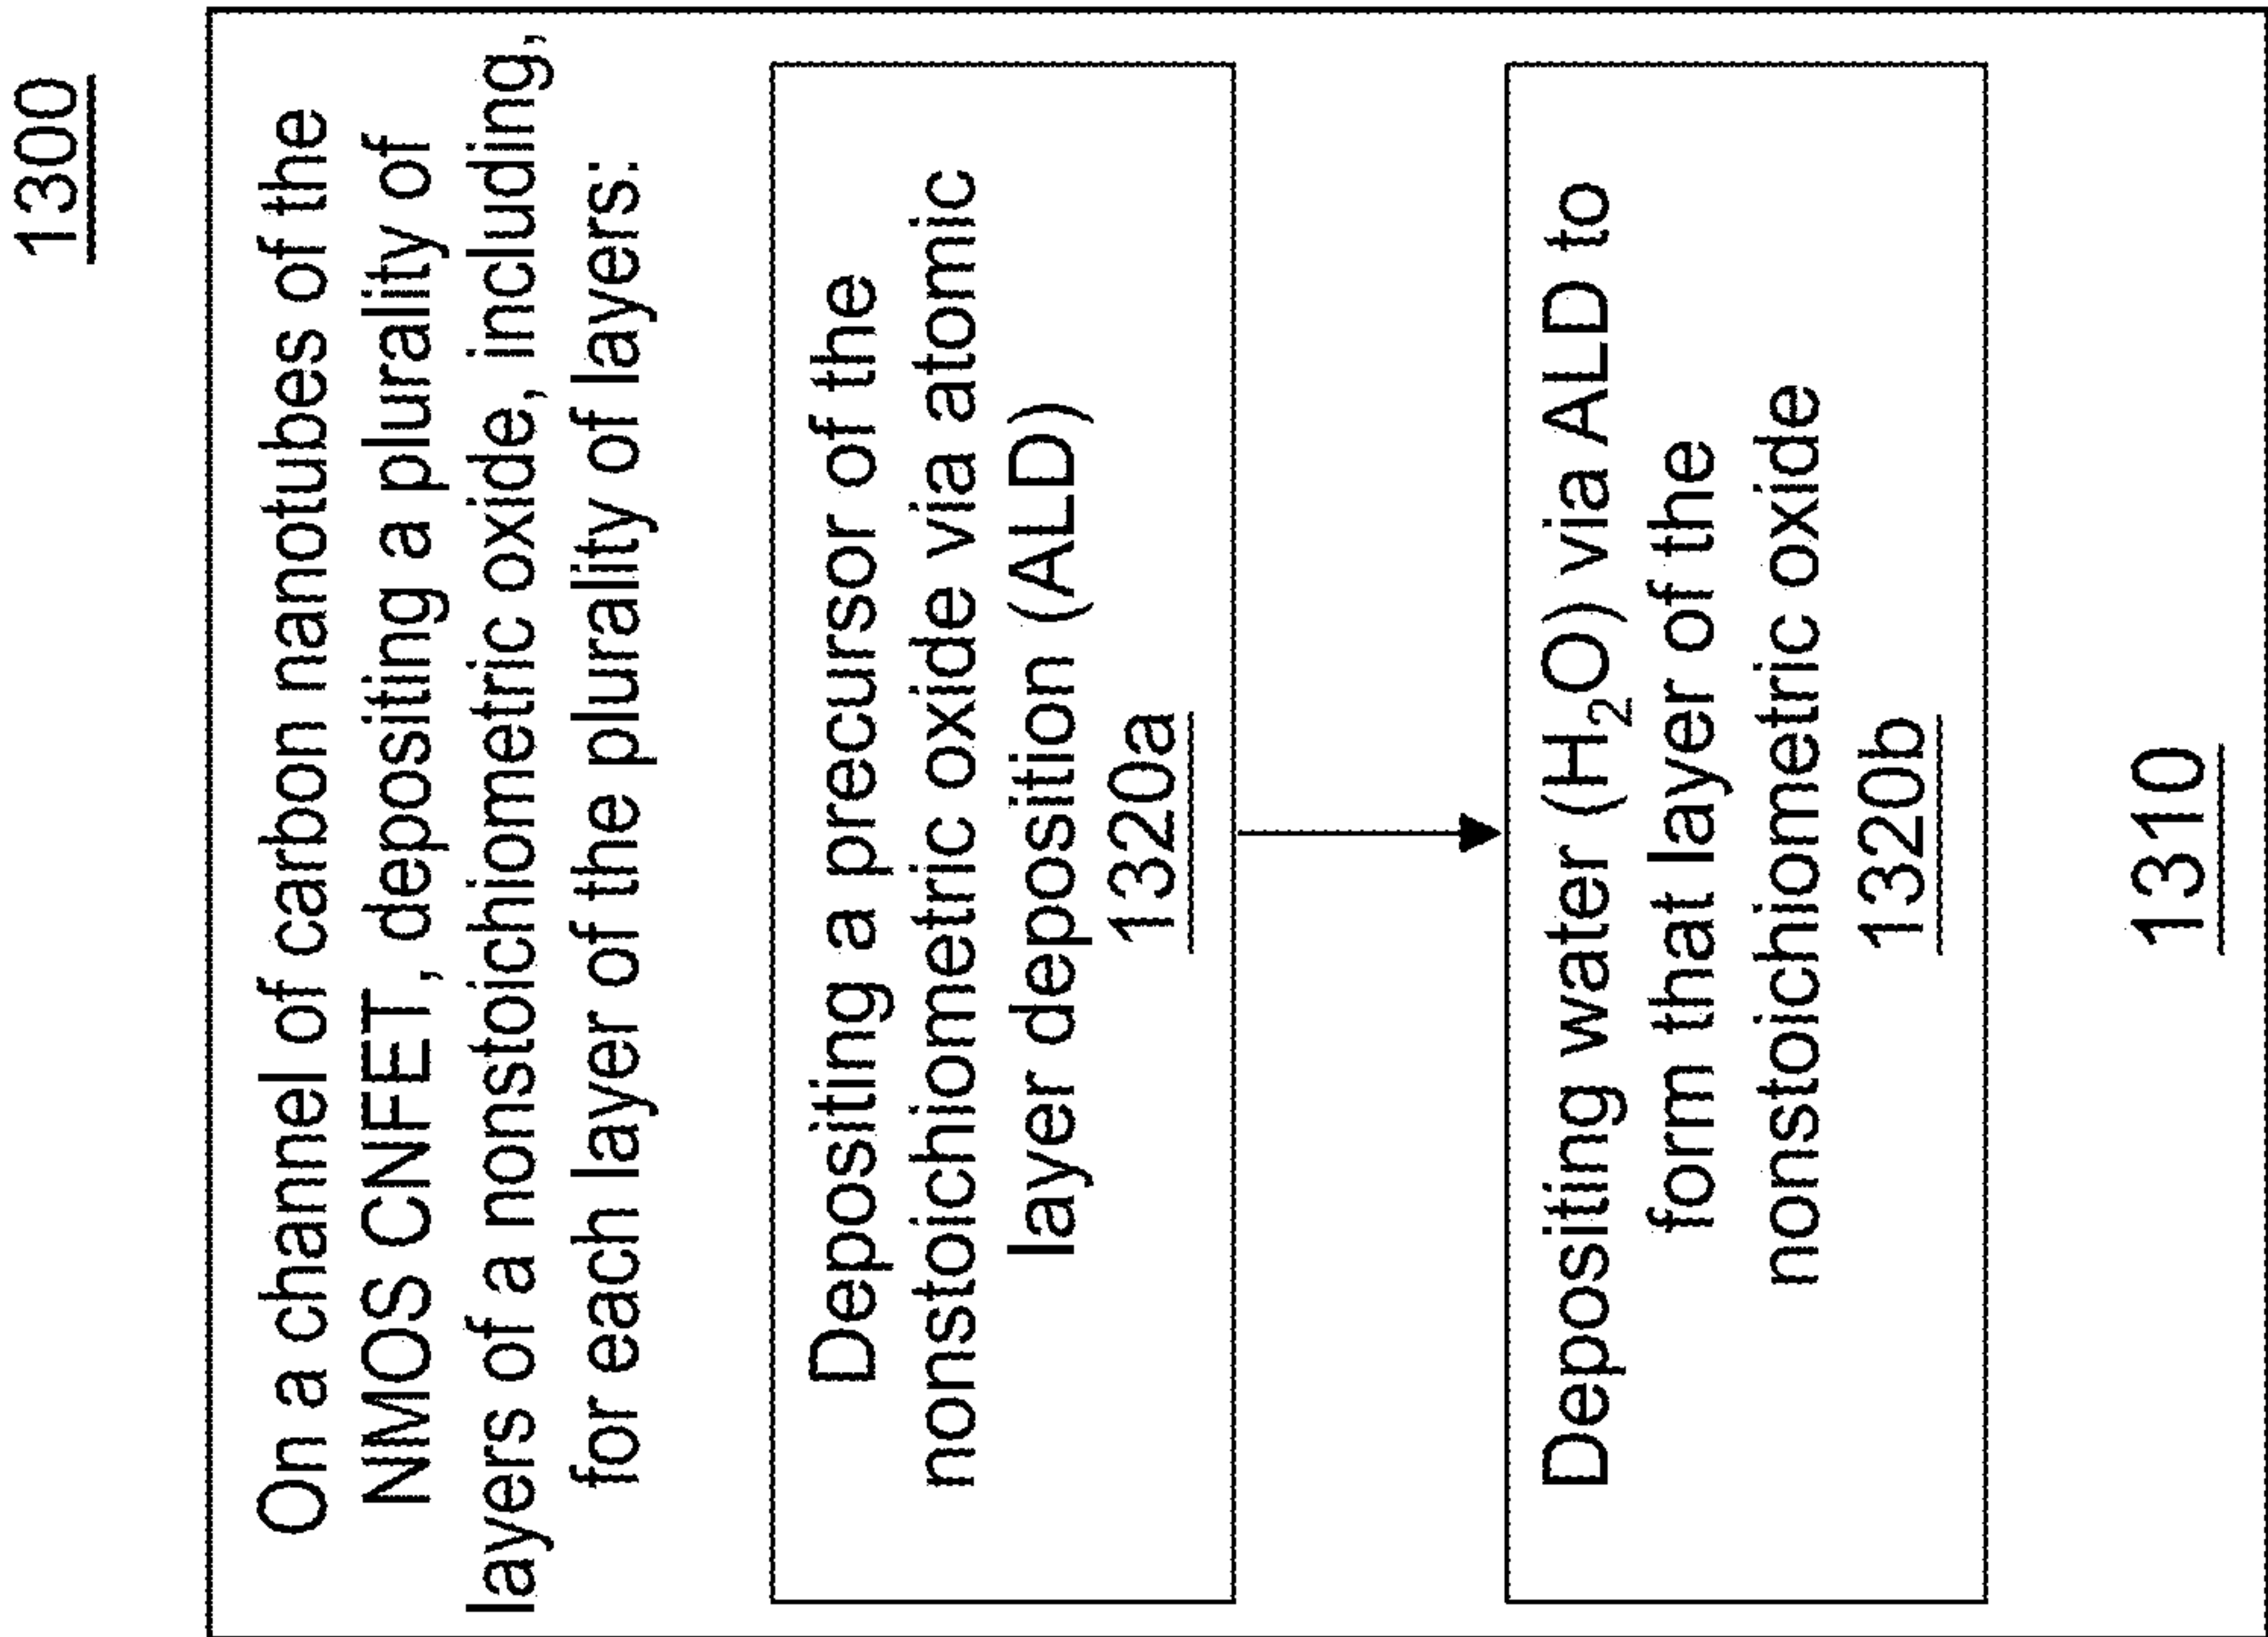 1300
On a channel of carbon nanotubes of the
NMOS CNFET, depositing a plurality of
layers of a nonstoichiometric oxide, including,
for each layer of the plurality of layers:
Depositing a precursor of the
nonstoichiometric oxide via atomic
layer deposition (ALD)
1320a
Depositing water (H₂O) via ALD to
form that layer of the
nonstoichiometric oxide
1320b
1310